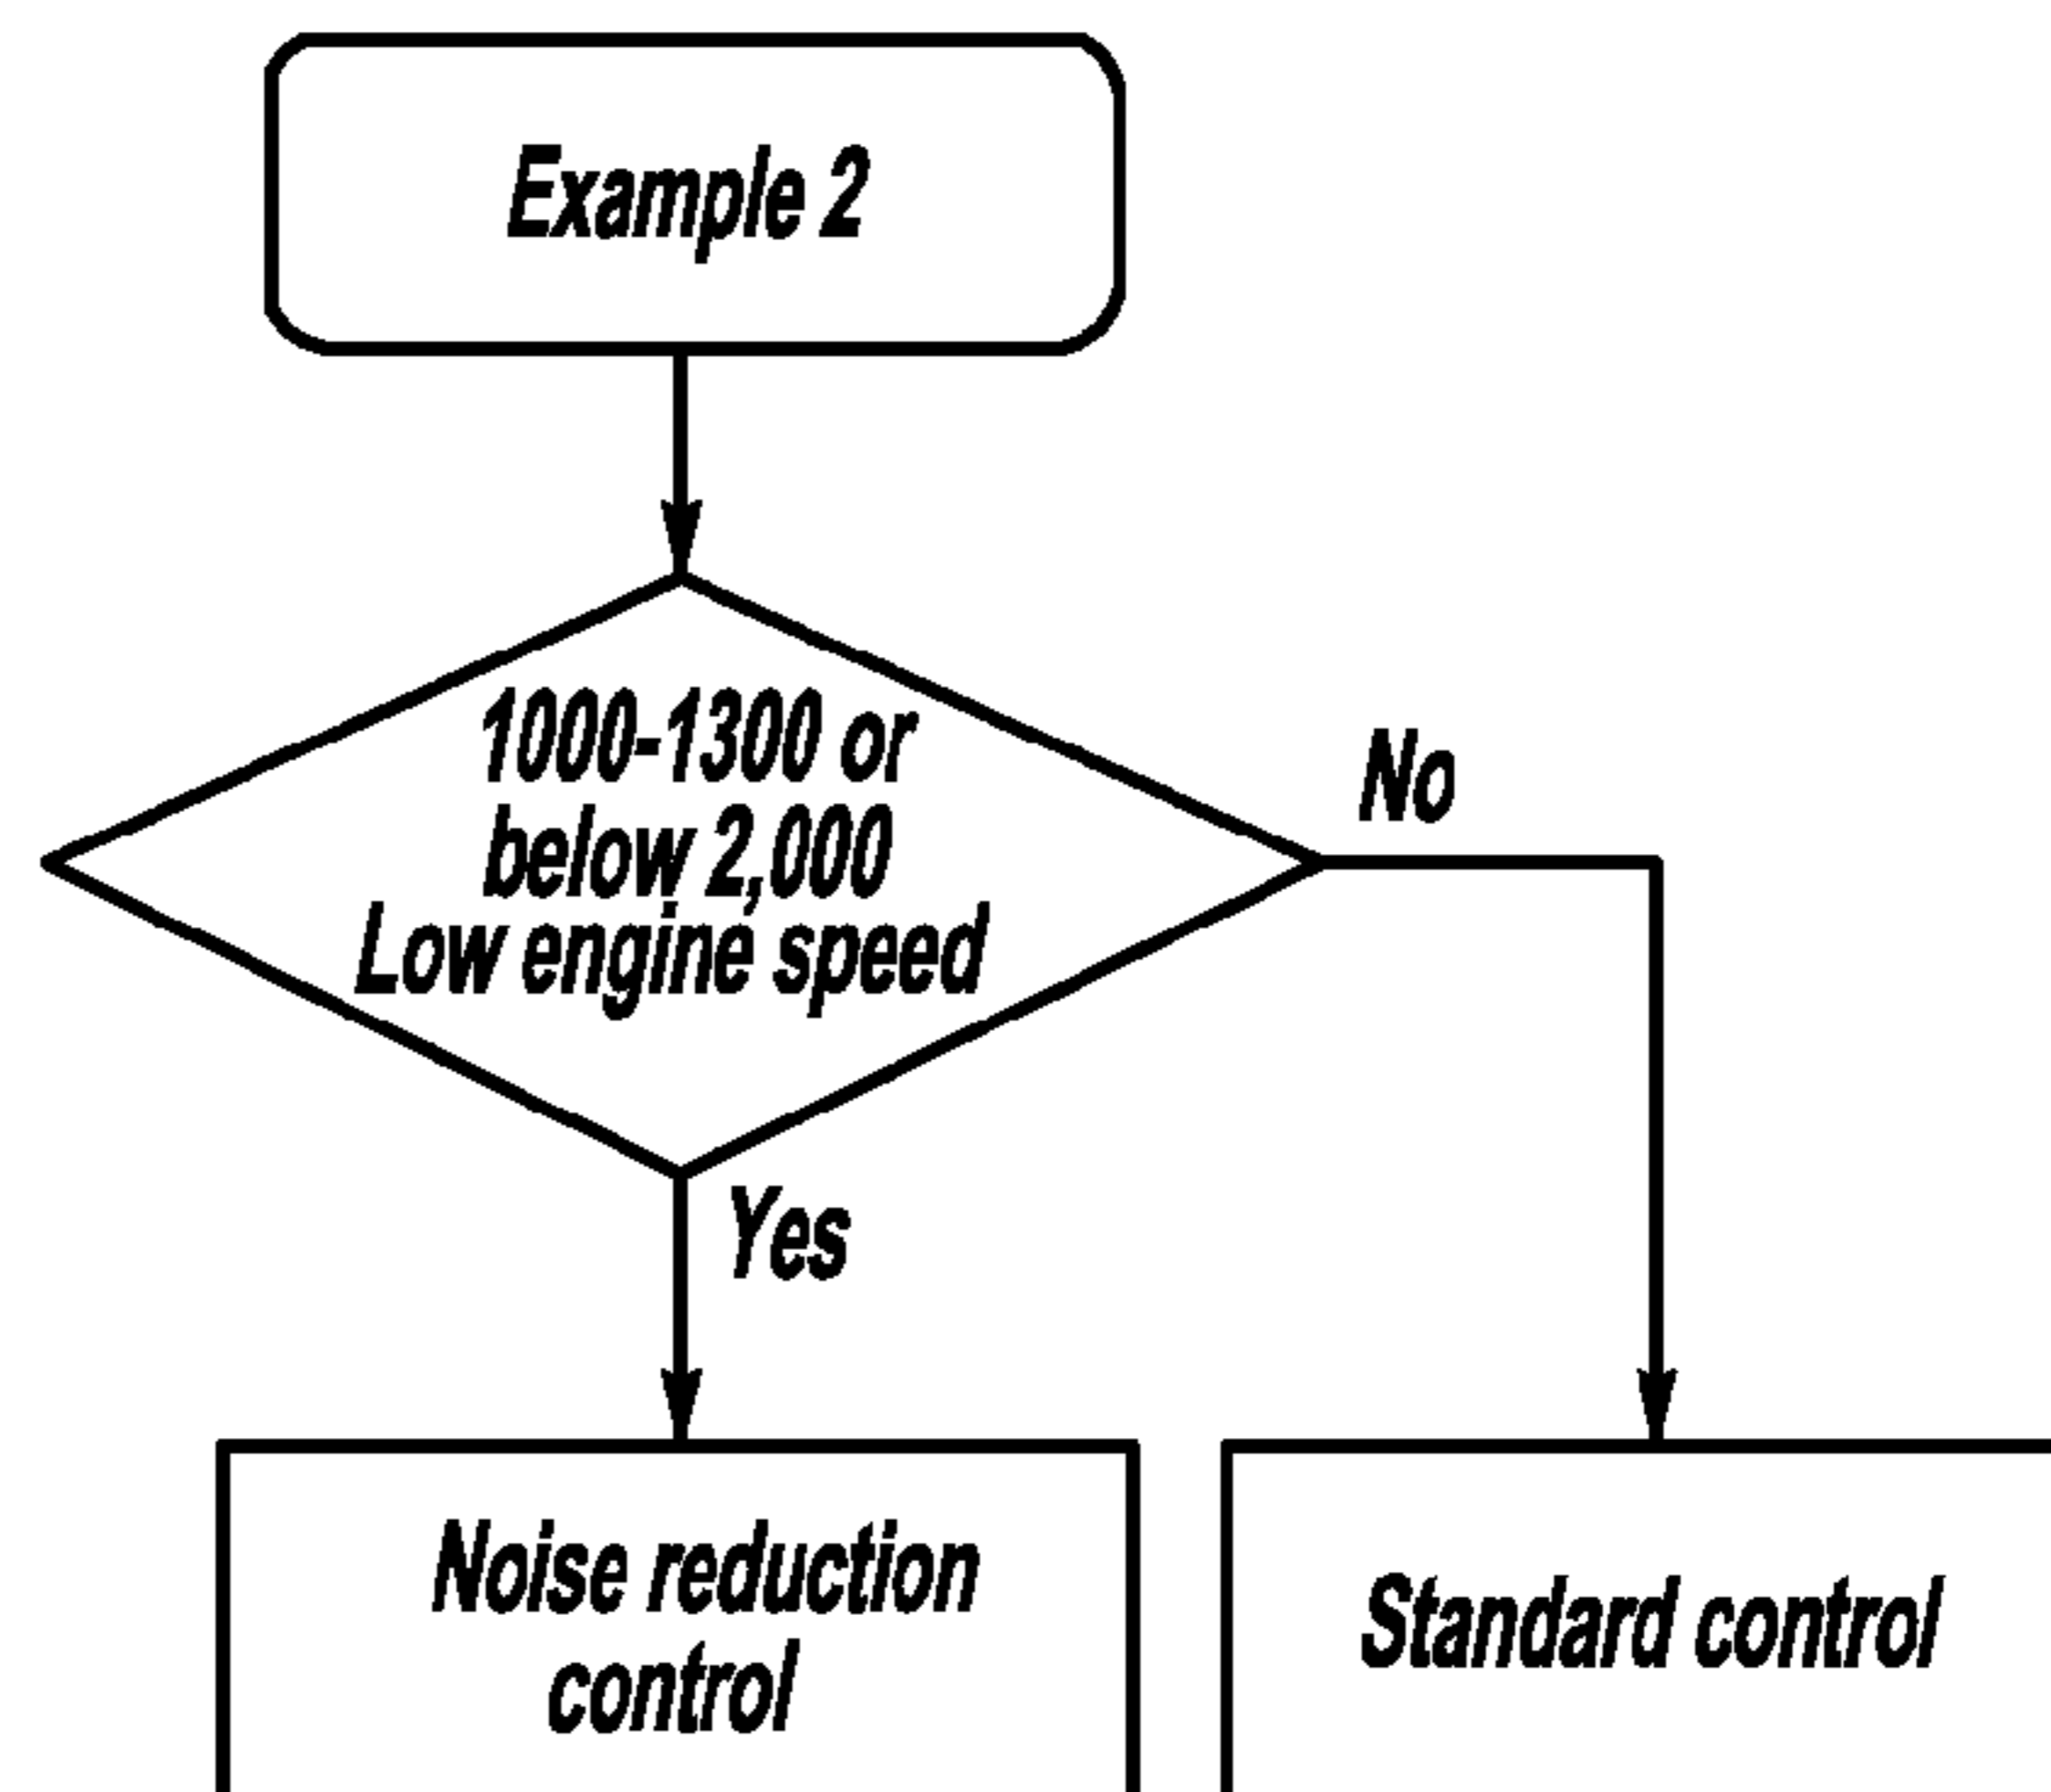 Example 2
1000-1300 or
below 2,000
Low engine speed
No
Yes
Noise reduction
control
Standard control